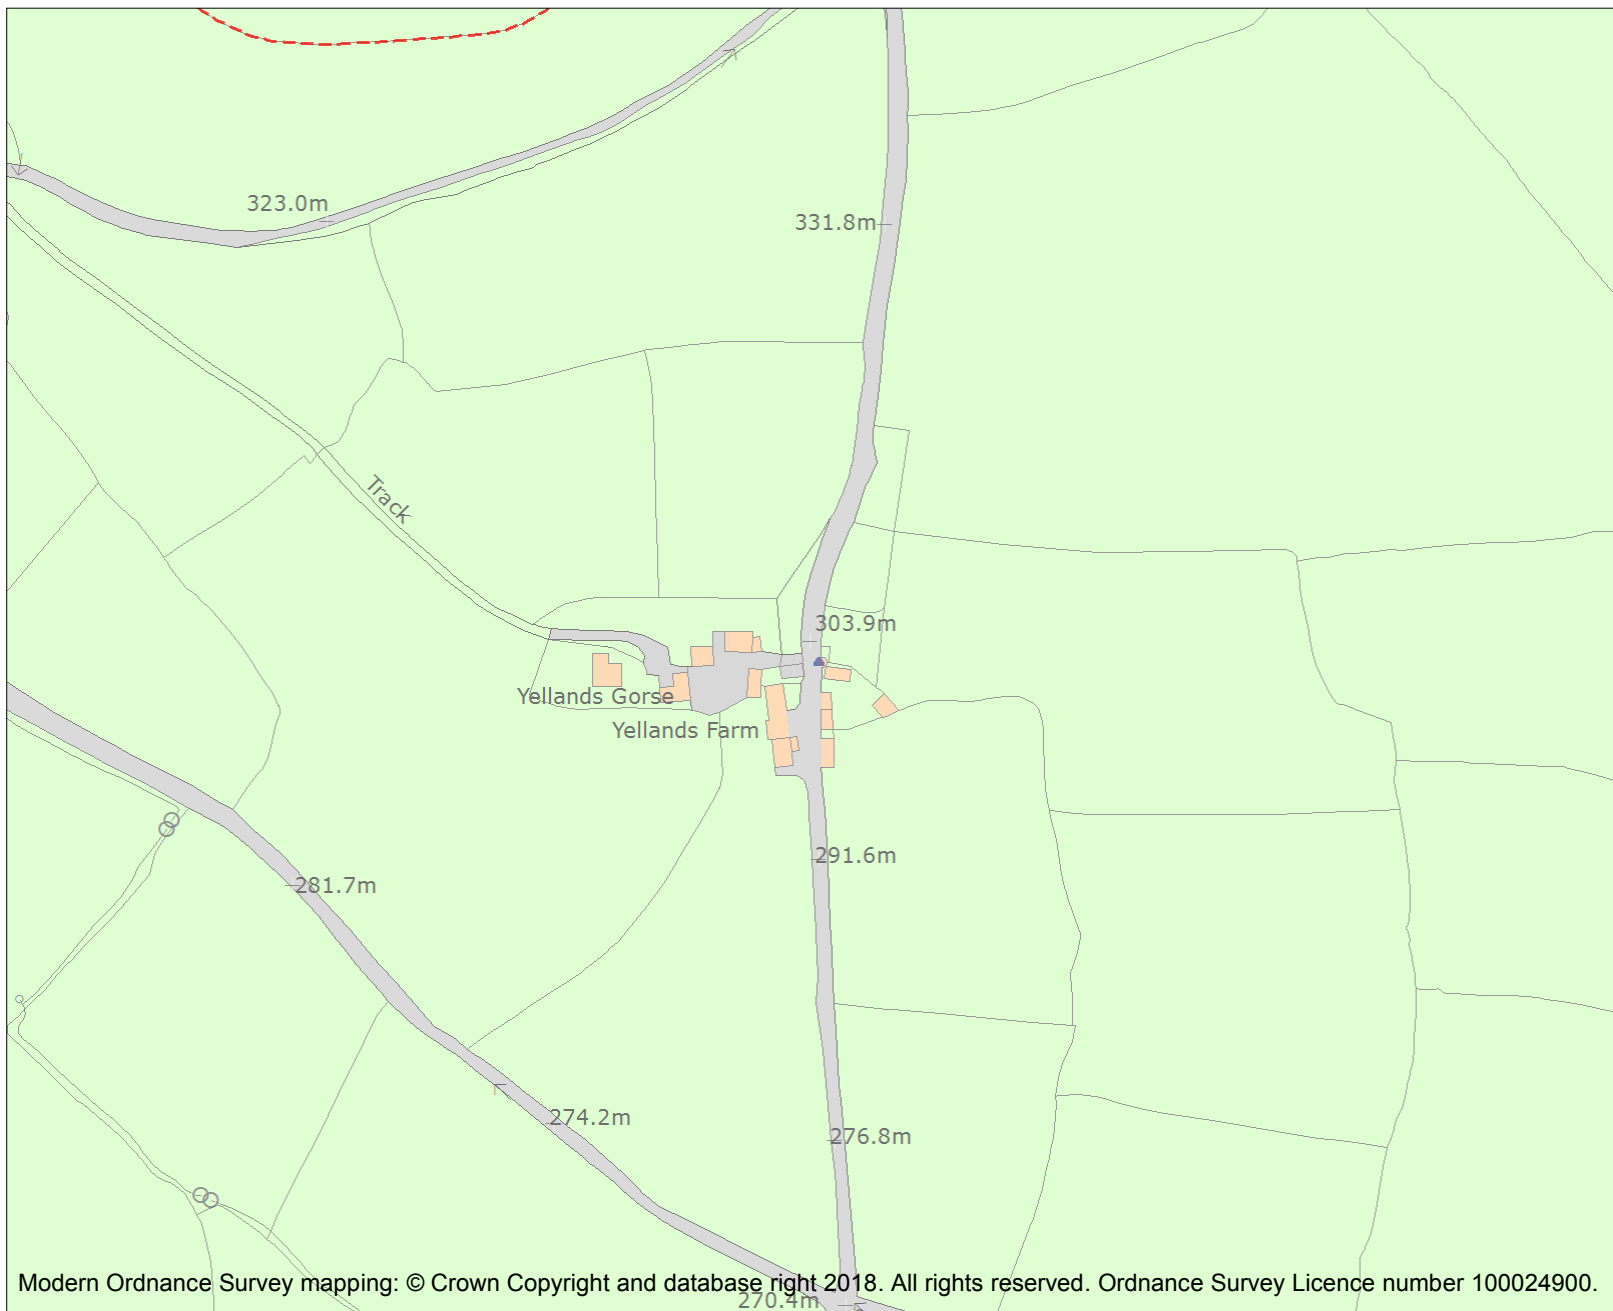 323.0m
331.8m
Track
303.9m
Yellands Gorse
Yellands Farm
291.6m
281.7m
274.2m
276.8m
Modern Ordnance Survey mapping: © Crown Copyright and database right 2018. All rights reserved. Ordnance Survey Licence number 100024900.
270.4m